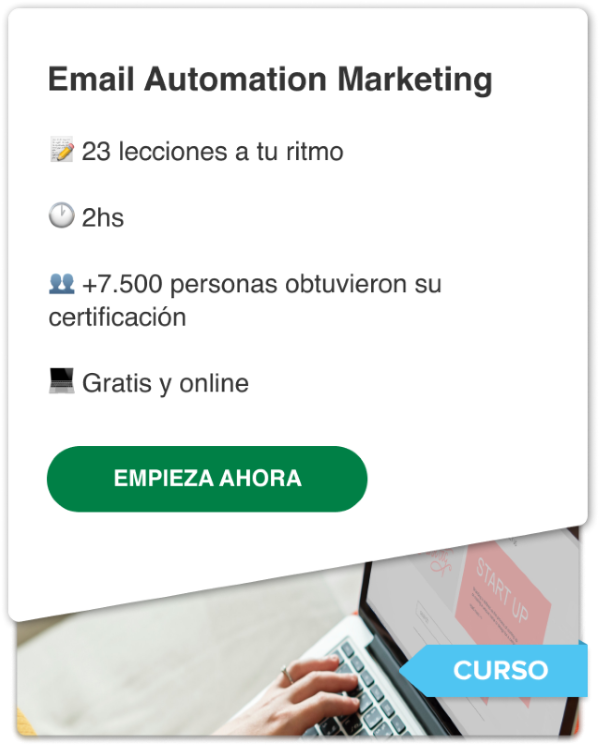 Email Automation Marketing
📝 23 lecciones a tu ritmo
🕐 2hs
👥 +7.500 personas obtuvieron su
certificación
💻 Gratis y online
EMPIEZA AHORA
START UP
CURSO